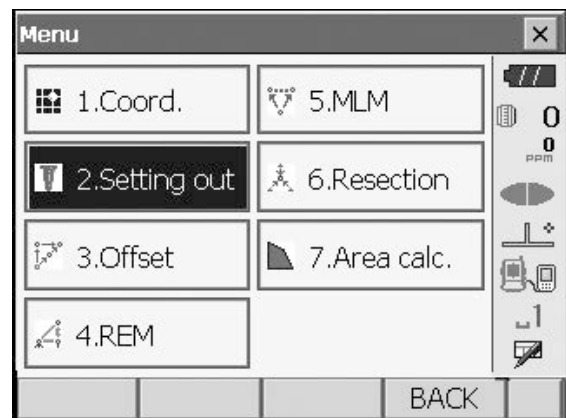 Menu
1.Coord.
2.Setting out
3.Offset
4.REM
5.MLM
6.Resection
7.Area calc.
0
0
PPM
1
BACK